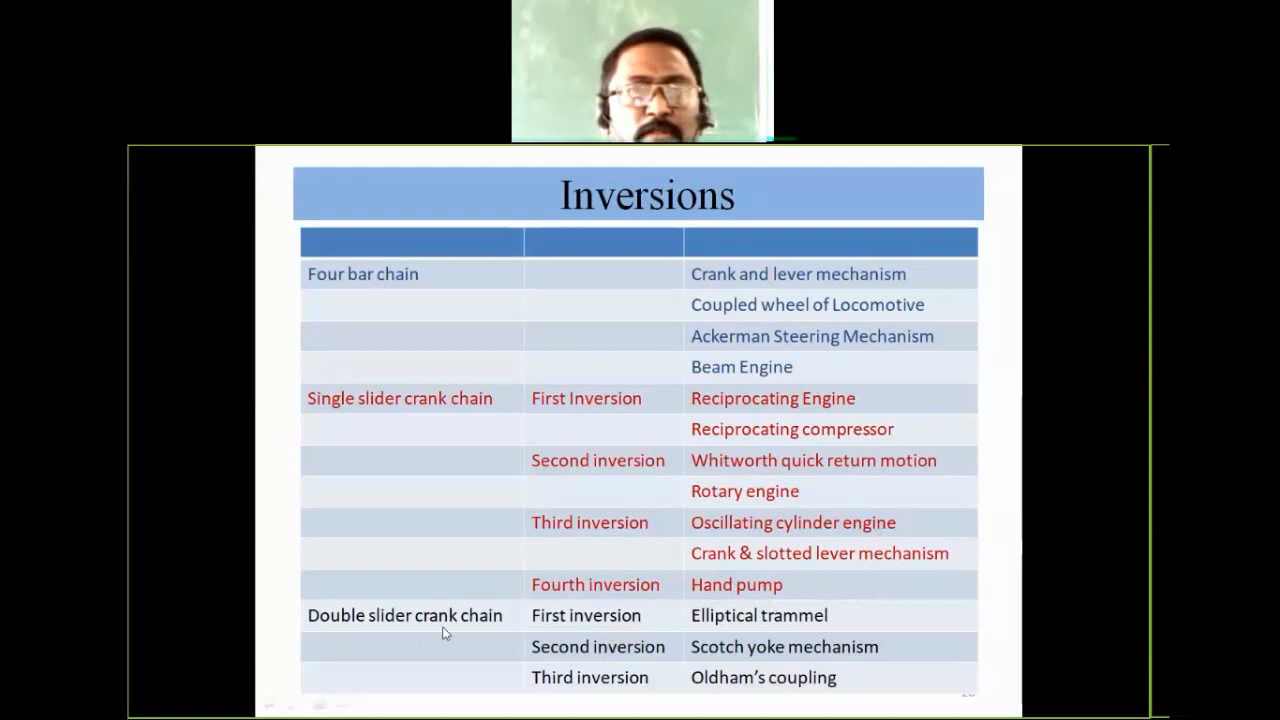 Inversions
Four bar chain Crank and lever mechanism
Coupled wheel of Locomotive
Ackerman Steering Mechanism
Beam Engine
Single slider crank chain First Inversion Reciprocating Engine
Reciprocating compressor
Second inversion Whitworth quick return motion
Rotary engine
Third inversion Oscillating cylinder engine
Crank & slotted lever mechanism
Fourth inversion Hand pump
Double slider crank chain First inversion Elliptical trammel
Second inversion Scotch yoke mechanism
Third inversion Oldham's coupling